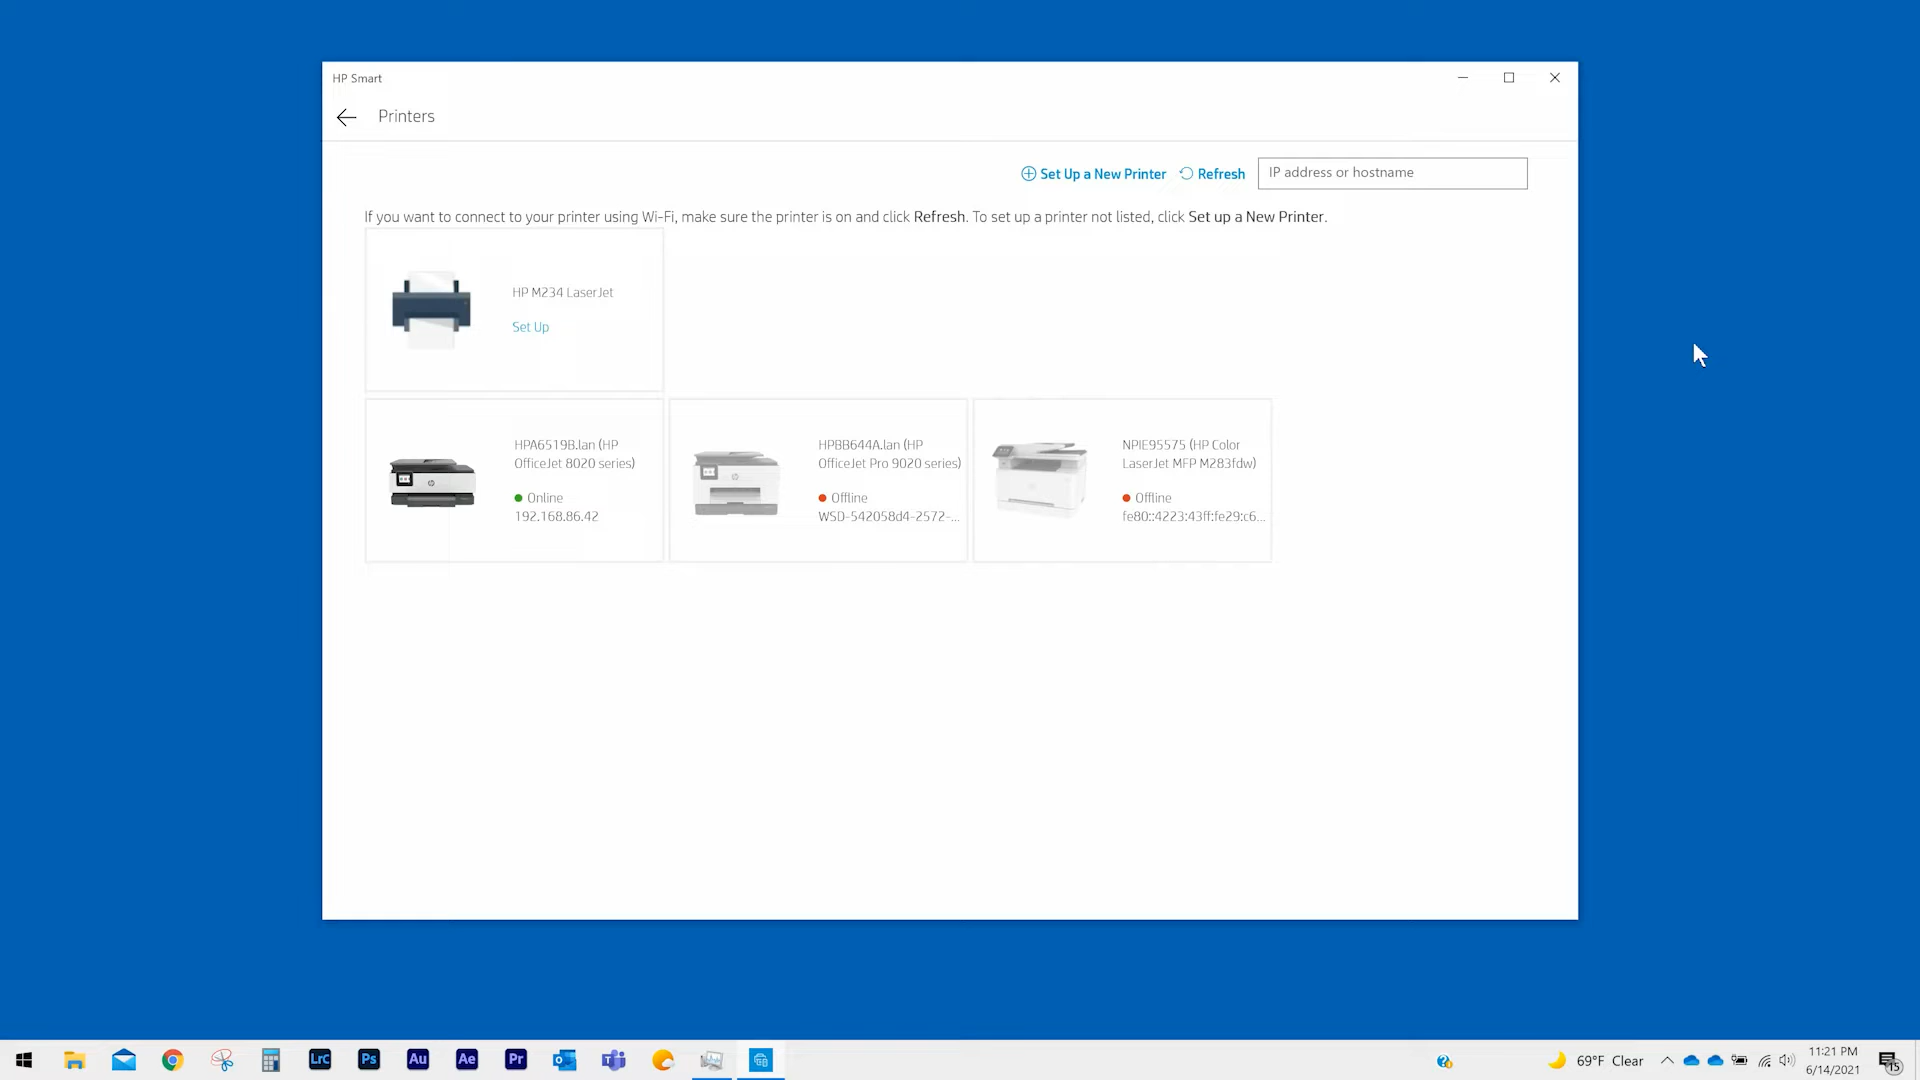 HP Smart
Printers
Set Up a New Printer Refresh IP address or hostname
If you want to connect to your printer using Wi-Fi, make sure the printer is on and click Refresh. To set up a printer not listed, click Set up a New Printer.
HP M234 LaserJet
Set Up
HPA6519B.lan (HP
OfficeJet 8020 series)
Online
192.168.86.42
HPBB644A.lan (HP
OfficeJet Pro 9020 series)
Offline
WSD-542058d4-2572-...
NPIE95575 (HP Color
LaserJet MFP M283fdw)
Offline
fe80::4223:43ff:fe29:c6...
LrC Ps Au Ae Pr
69°F Clear
11:21 PM
6/14/2021
15